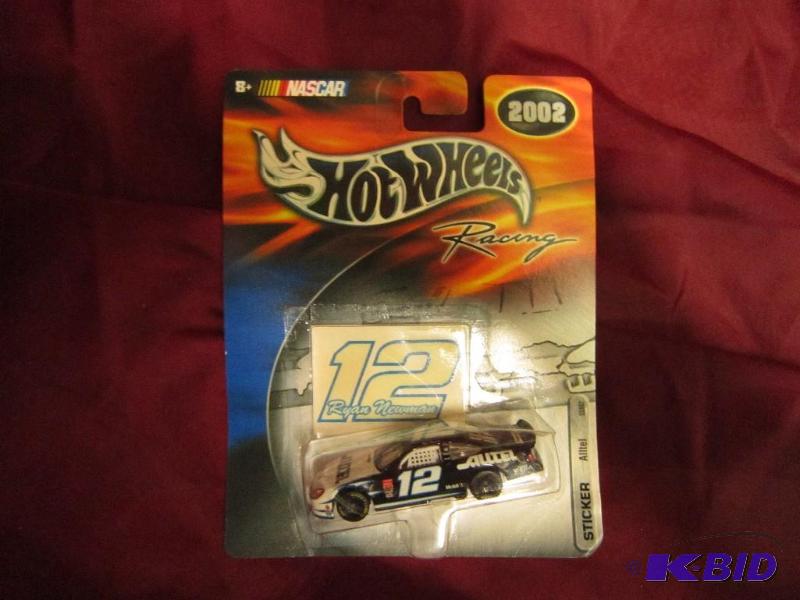 8+ NASCAR
2002
HOT WHEELS
Racing
12
Ryan Newman
ALLTEL
12
STICKER
Alltel
K-BID